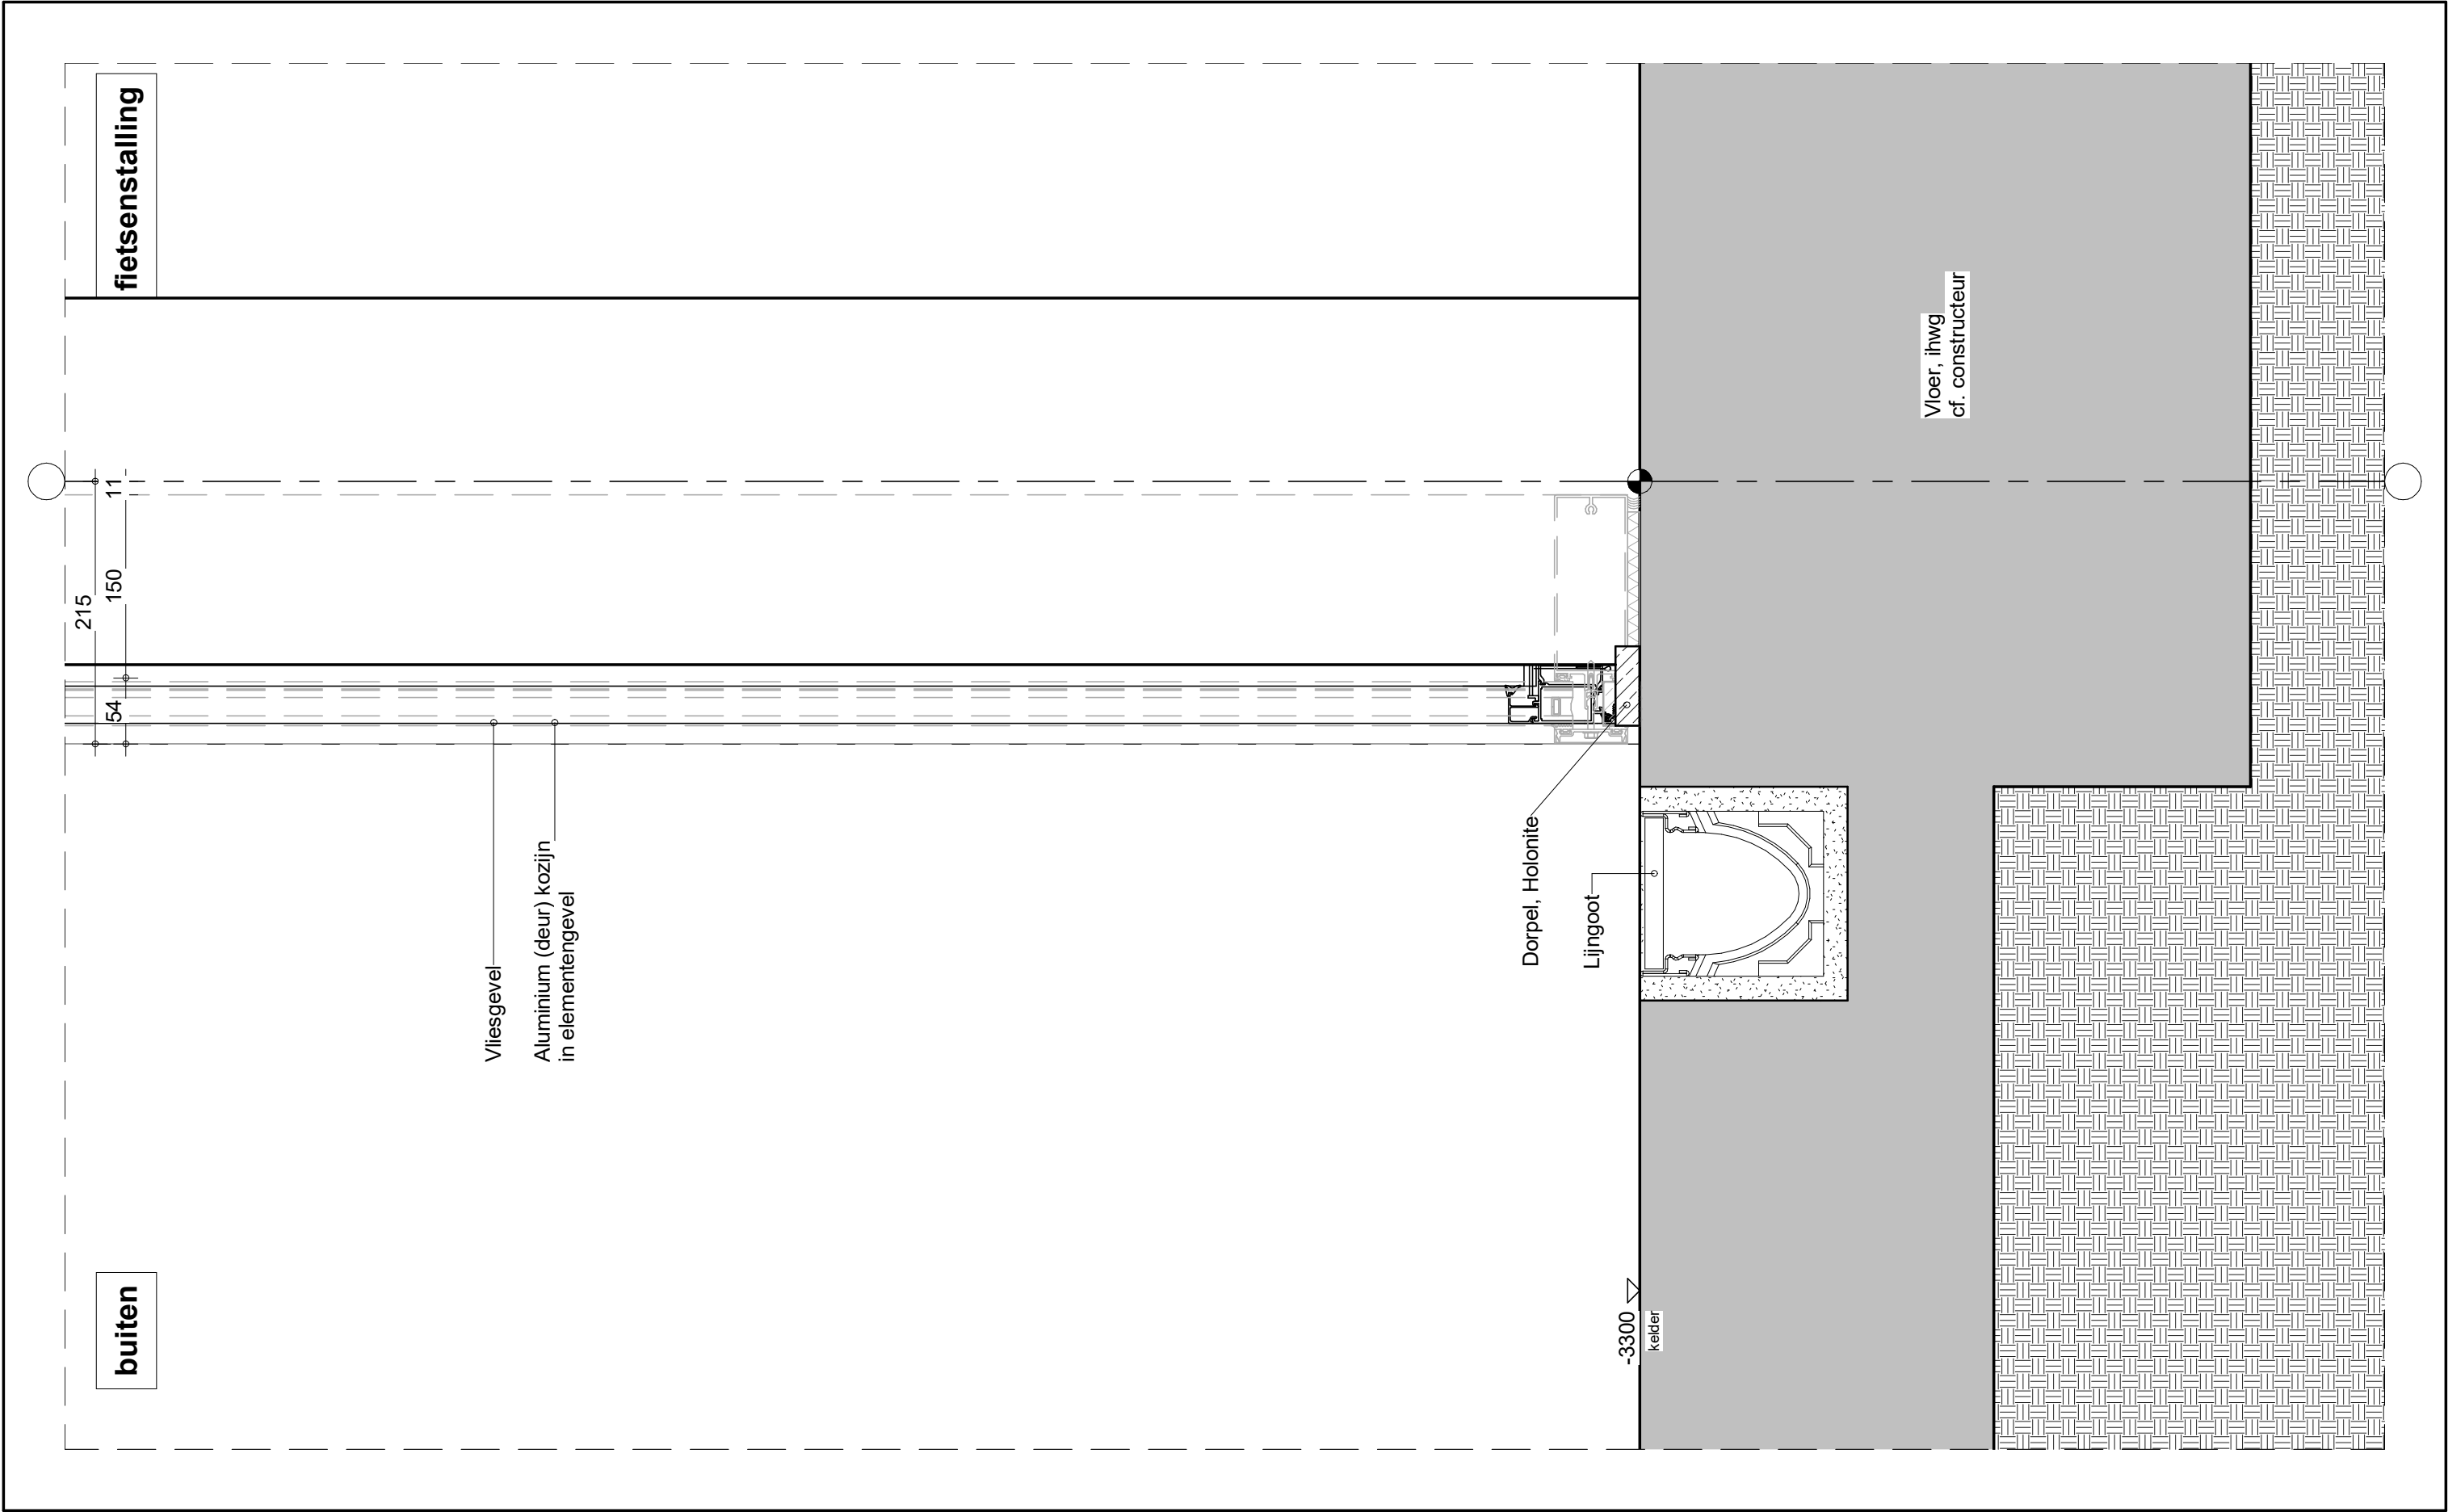 buiten
fietsenstalling
215
54
150
11
Vliesgevel
Aluminium (deur) kozijn
in elementengevel
Dorpel, Holonite
Lijngoot
-3300
kelder
Vloer, ihwg
cf. constructeur